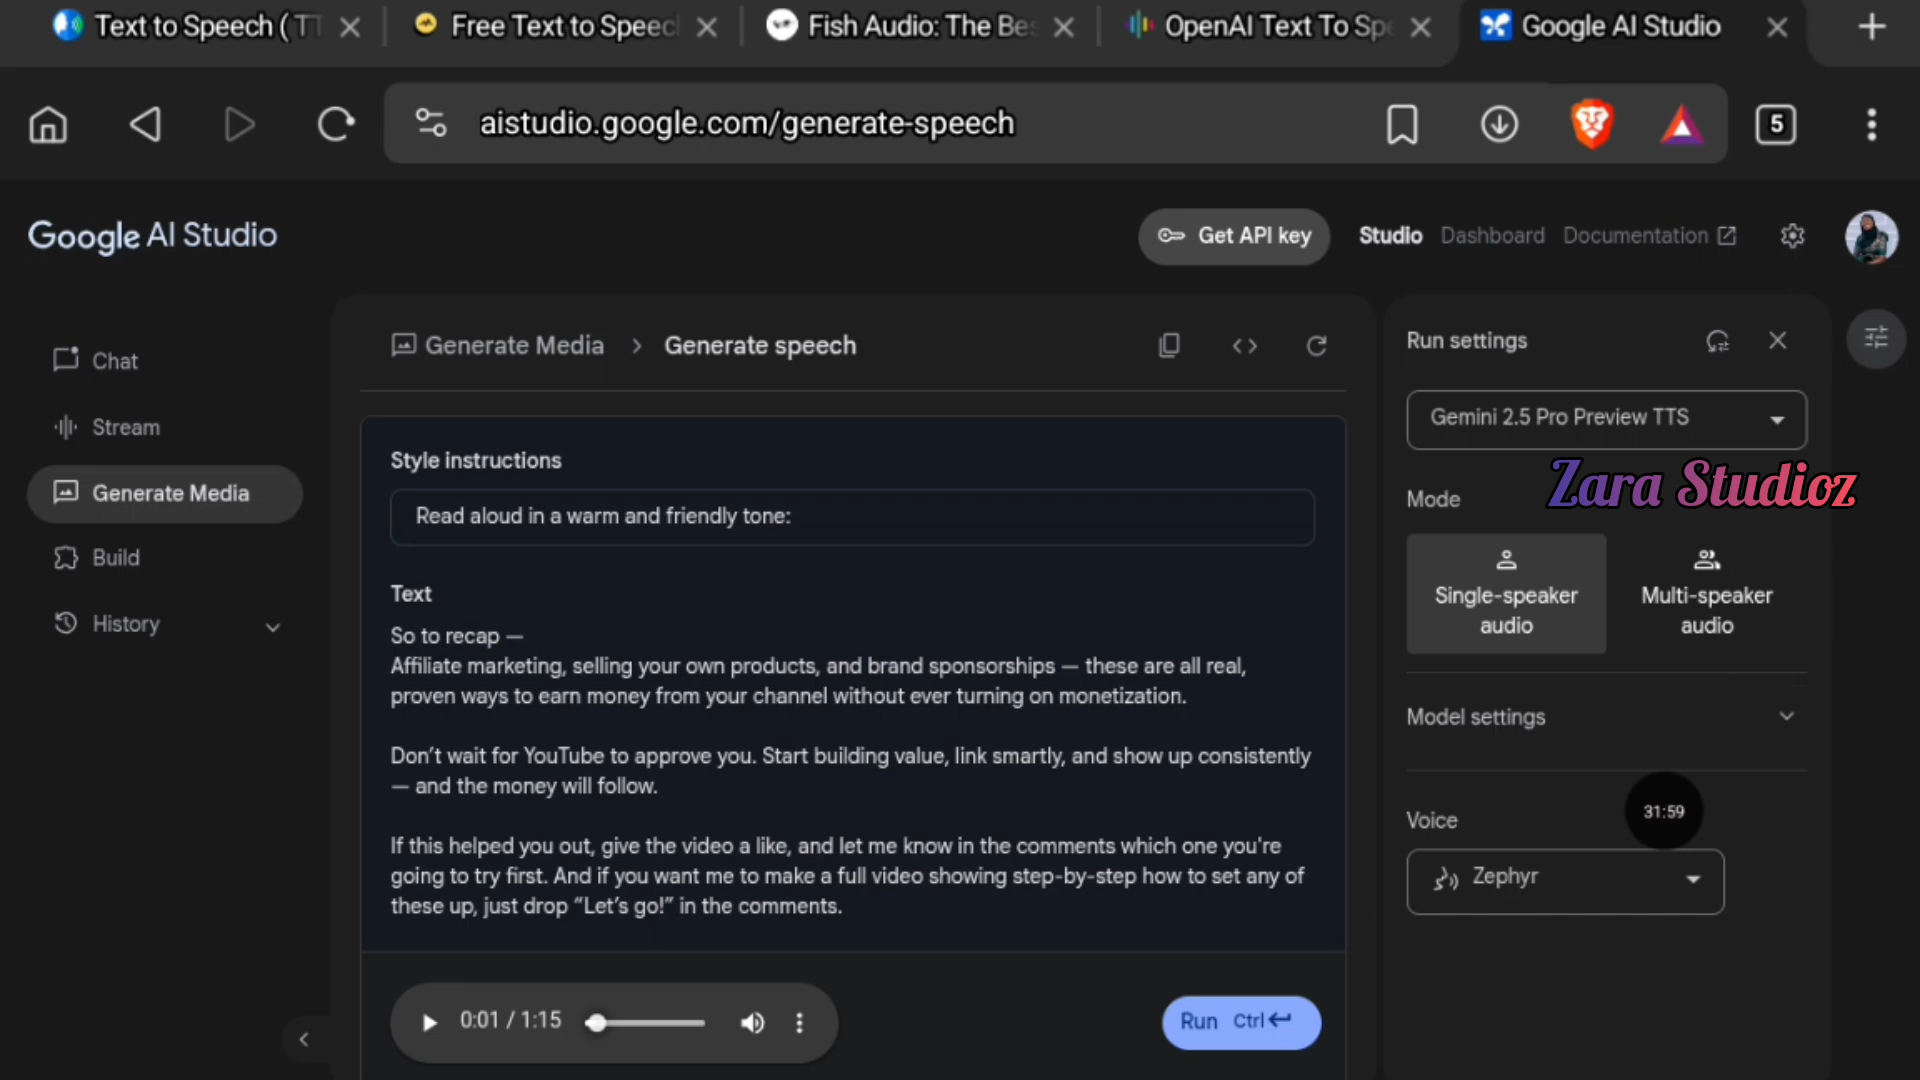 Text to Speech (TT
Free Text to Speec
Fish Audio: The Bes
OpenAI Text To Spe
Google AI Studio
aistudio.google.com/generate-speech
5
Google AI Studio
Get API key
Studio
Dashboard
Documentation
Chat
Stream
Generate Media
Build
History
Generate Media > Generate speech
Style instructions
Read aloud in a warm and friendly tone:
Text
So to recap —
Affiliate marketing, selling your own products, and brand sponsorships — these are all real,
proven ways to earn money from your channel without ever turning on monetization.
Don’t wait for YouTube to approve you. Start building value, link smartly, and show up consistently
— and the money will follow.
If this helped you out, give the video a like, and let me know in the comments which one you're
going to try first. And if you want me to make a full video showing step-by-step how to set any of
these up, just drop “Let’s go!” in the comments.
0:01 / 1:15
Run Ctrl
Run settings
Gemini 2.5 Pro Preview TTS
Zara Studioz
Mode
Single-speaker
audio
Multi-speaker
audio
Model settings
31:59
Voice
Zephyr